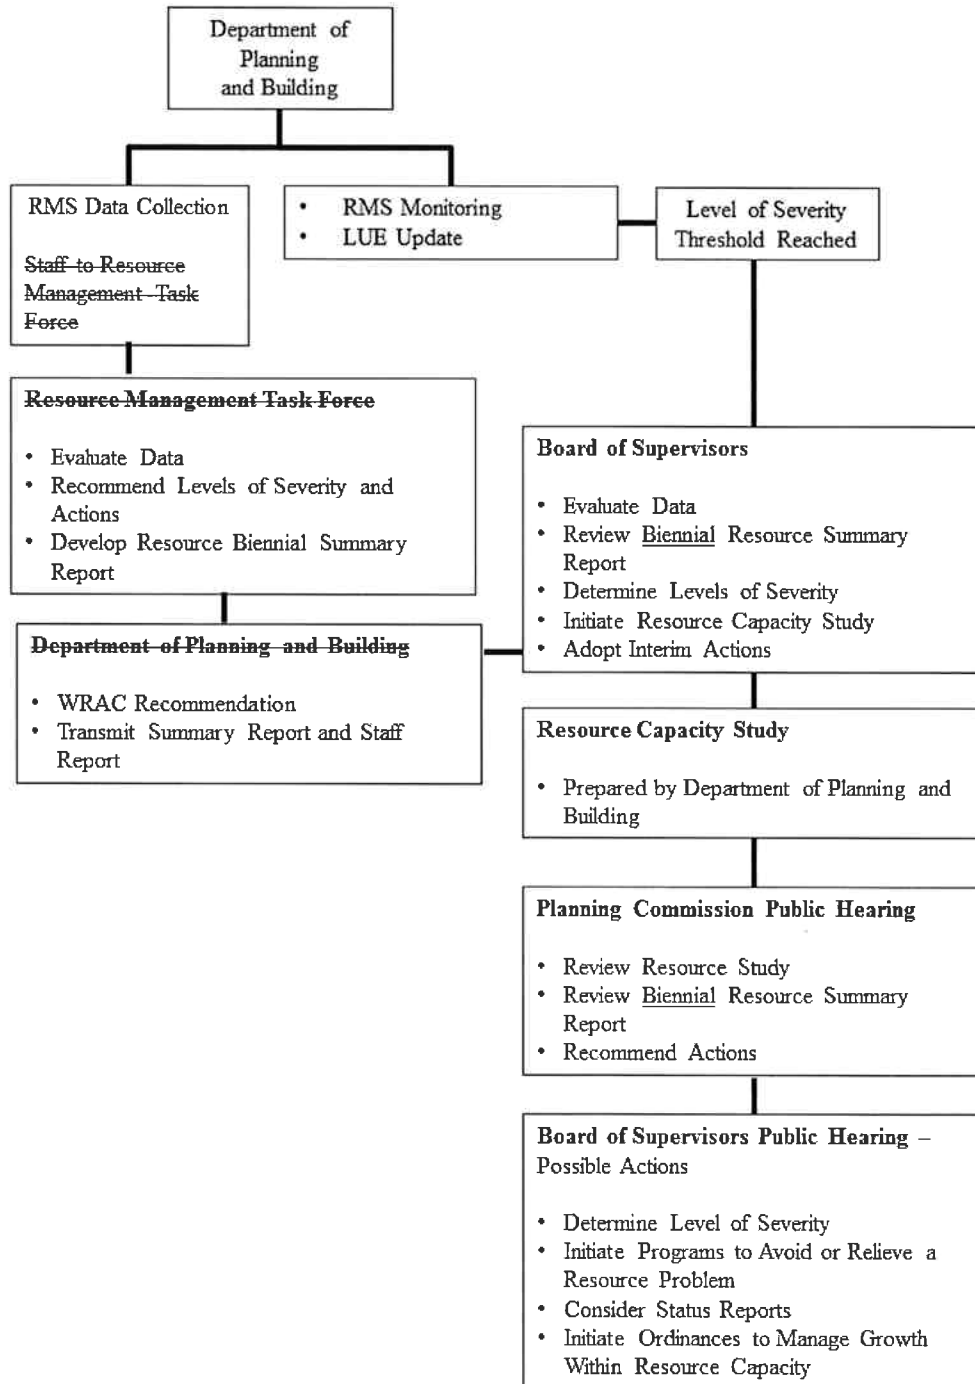 Department of
Planning
and Building
RMS Data Collection
Staff to Resource
Management Task
Force
• RMS Monitoring
• LUE Update
Level of Severity
Threshold Reached
Resource Management Task Force
• Evaluate Data
• Recommend Levels of Severity and
Actions
• Develop Resource Biennial Summary
Report
Department of Planning and Building
• WRAC Recommendation
• Transmit Summary Report and Staff
Report
Board of Supervisors
• Evaluate Data
• Review Biennial Resource Summary
Report
• Determine Levels of Severity
• Initiate Resource Capacity Study
• Adopt Interim Actions
Resource Capacity Study
• Prepared by Department of Planning and
Building
Planning Commission Public Hearing
• Review Resource Study
• Review Biennial Resource Summary
Report
• Recommend Actions
Board of Supervisors Public Hearing –
Possible Actions
• Determine Level of Severity
• Initiate Programs to Avoid or Relieve a
Resource Problem
• Consider Status Reports
• Initiate Ordinances to Manage Growth
Within Resource Capacity